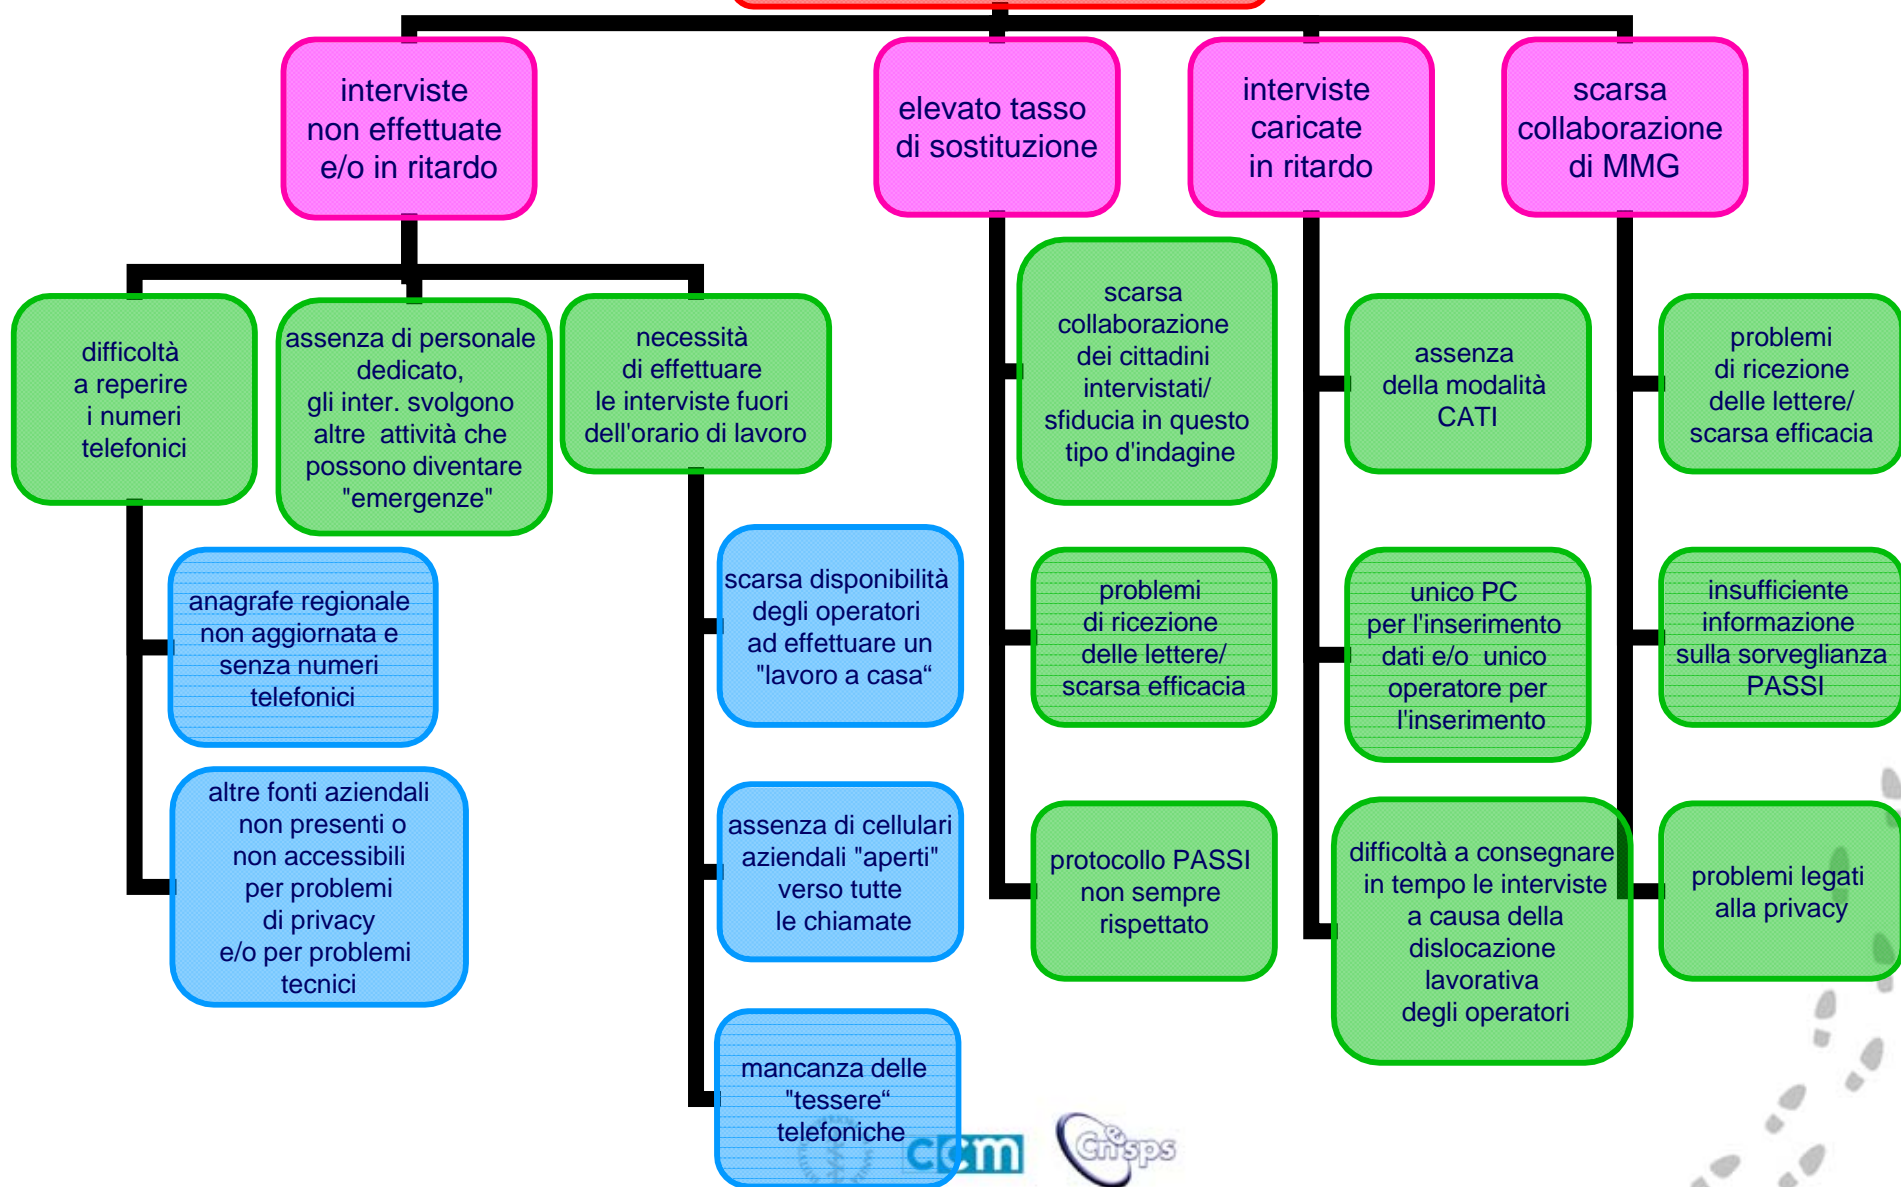 interviste
non effettuate
e/o in ritardo
elevato tasso
di sostituzione
interviste
caricate
in ritardo
scarsa
collaborazione
di MMG
difficoltà
a reperire
i numeri
telefonici
assenza di personale
dedicato,
gli inter. svolgono
altre attività che
possono diventare
"emergenze"
necessità
di effettuare
le interviste fuori
dell'orario di lavoro
scarsa
collaborazione
dei cittadini
intervistati/
sfiducia in questo
tipo d'indagine
assenza
della modalità
CATI
problemi
di ricezione
delle lettere/
scarsa efficacia
anagrafe regionale
non aggiornata e
senza numeri
telefonici
scarsa disponibilità
degli operatori
ad effettuare un
"lavoro a casa“
problemi
di ricezione
delle lettere/
scarsa efficacia
unico PC
per l'inserimento
dati e/o unico
operatore per
l'inserimento
insufficiente
informazione
sulla sorveglianza
PASSI
altre fonti aziendali
non presenti o
non accessibili
per problemi
di privacy
e/o per problemi
tecnici
assenza di cellulari
aziendali "aperti"
verso tutte
le chiamate
protocollo PASSI
non sempre
rispettato
difficoltà a consegnare
in tempo le interviste
a causa della
dislocazione
lavorativa
degli operatori
problemi legati
alla privacy
mancanza delle
"tessere“
telefoniche
ccm
Cnesps